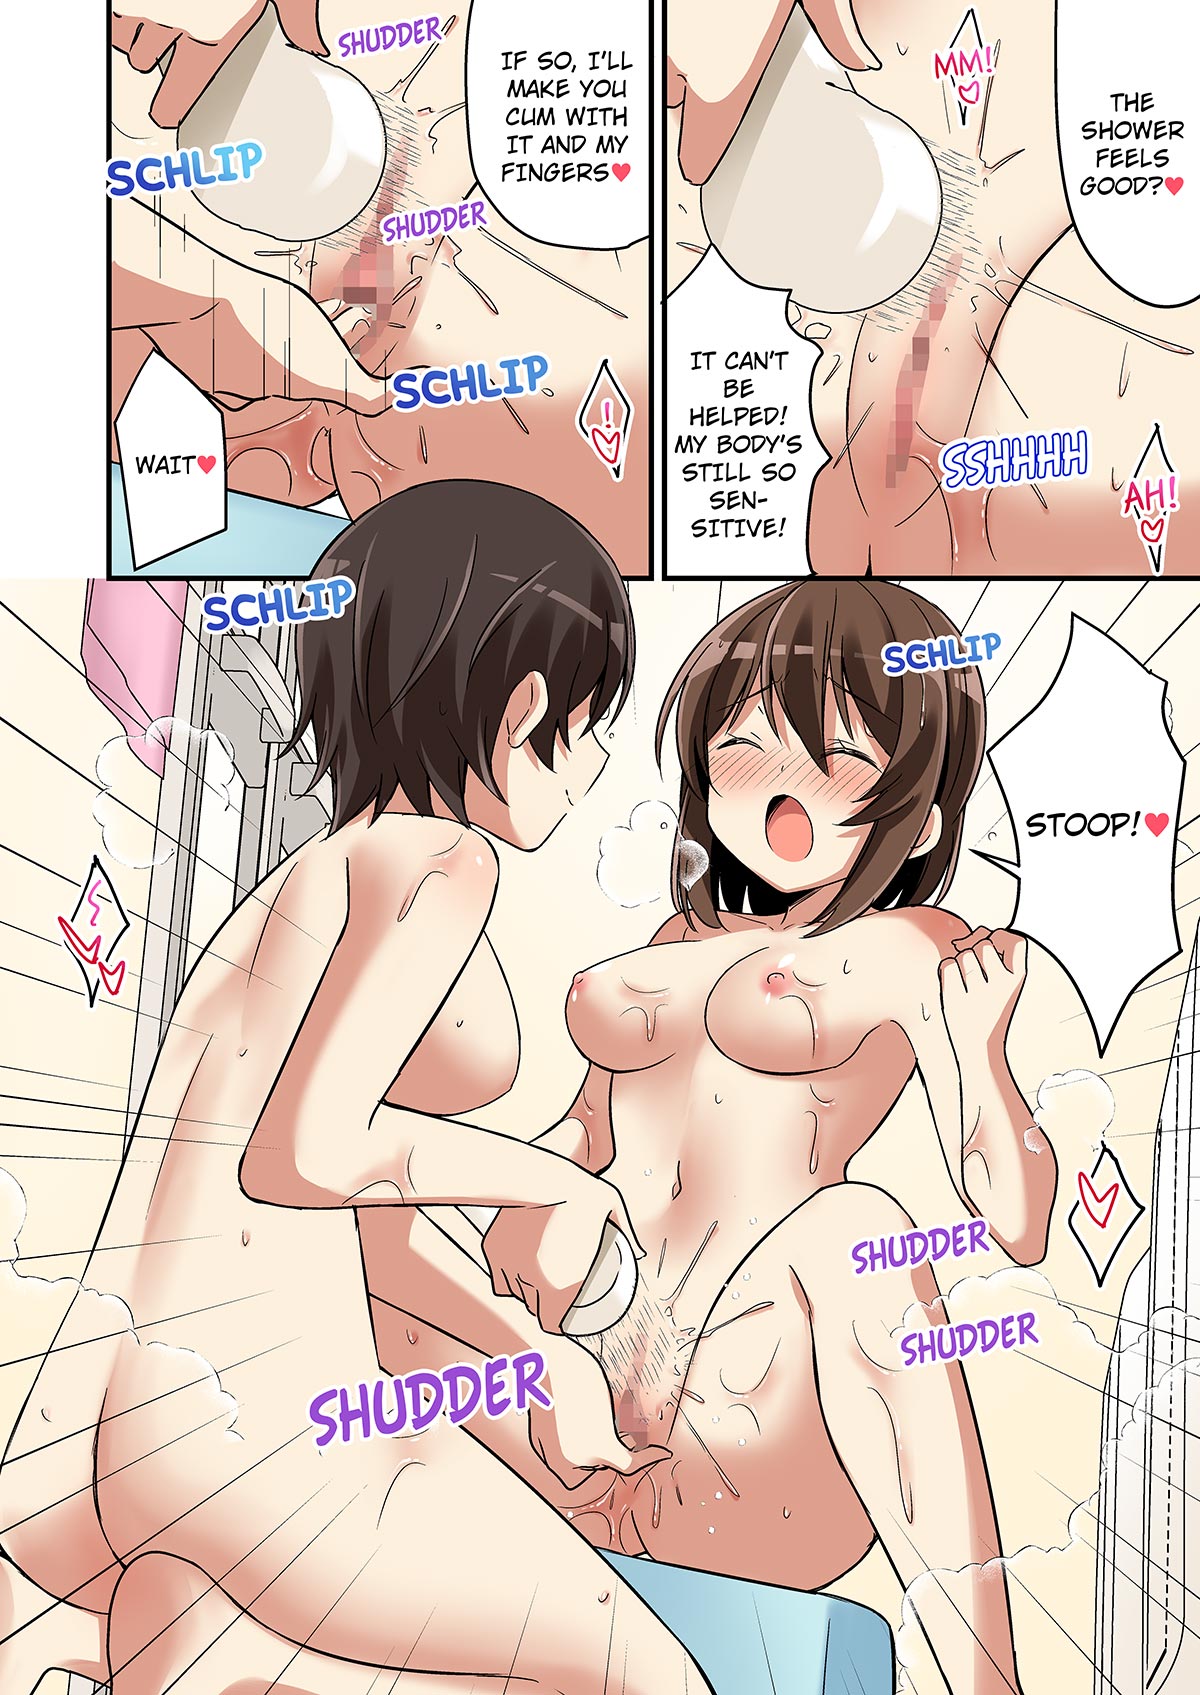 THE
SHOWER
FEELS
GOOD?♥
MM!
IT CAN'T
BE
HELPED!
MY BODY'S
STILL SO
SEN-
SITIVE!
SSHHHH
AH!
IF SO, I'LL
MAKE YOU
CUM WITH
IT AND MY
FINGERS♥
SHUDDER
SCHLIP
SHUDDER
SCHLIP
!
WAIT♥
SCHLIP
SCHLIP
STOOP!♥
SHUDDER
SHUDDER
SHUDDER